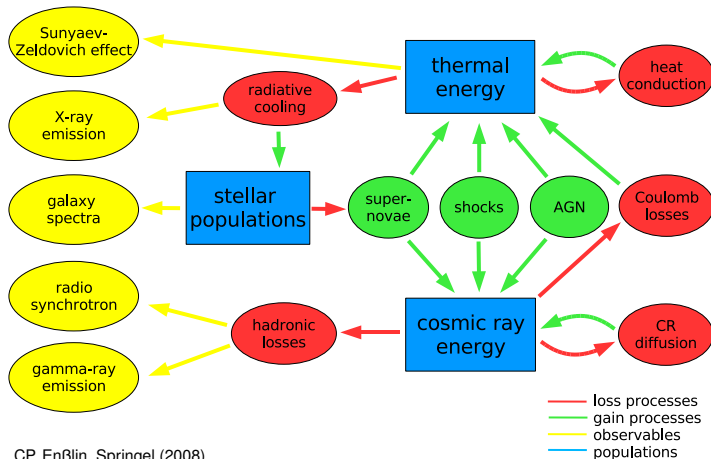 Sunyaev-
Zeldovich effect
thermal
energy
heat
conduction
radiative
cooling
X-ray
emission
stellar
populations
galaxy
spectra
super-
novae
shocks
AGN
Coulomb
losses
radio
synchrotron
hadronic
losses
cosmic ray
energy
CR
diffusion
gamma-ray
emission
loss processes
gain processes
observables
populations
CP, Enßlin, Springel (2008)